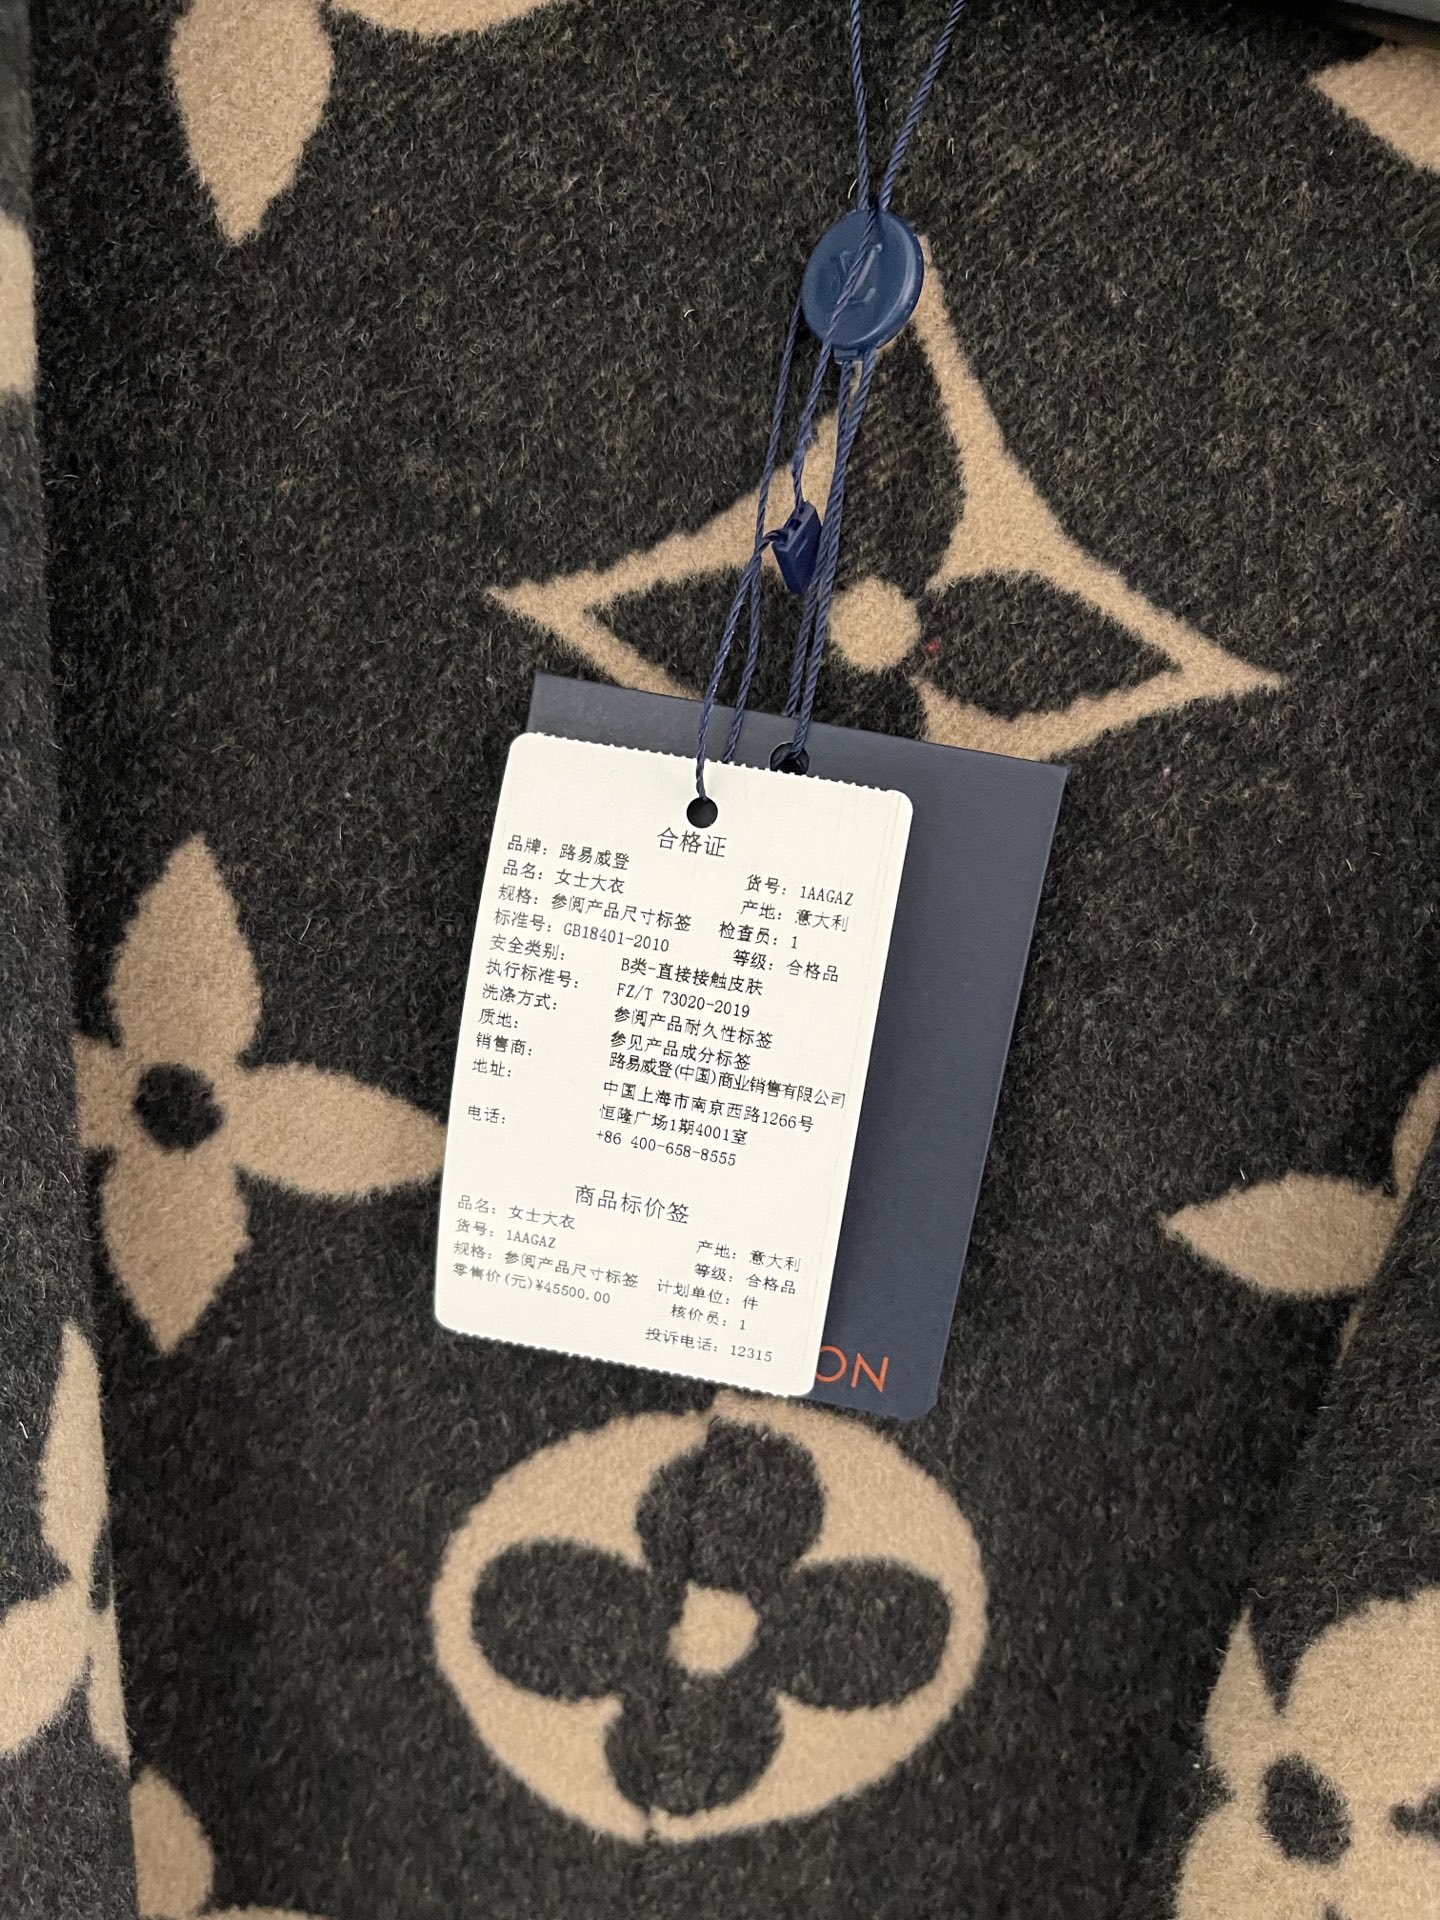 合格证
品牌: 路易威登
品名: 女士大衣 货号: 1AAGAZ
规格: 参阅产品尺寸标签 产地: 意大利
标准号: GB18401-2010 检查员: 1
安全类别: 等级: 合格品
B类-直接接触皮肤
执行标准号: FZ/T 73020-2019
洗涤方式: 参阅产品耐久性标签
质地: 参见产品成分标签
销售商: 路易威登(中国)商业销售有限公司
地址: 中国上海市南京西路1266号
恒隆广场1期4001室
电话: +86 400-658-8555
商品标价签
品名: 女士大衣
货号: 1AAGAZ 产地: 意大利
规格: 参阅产品尺寸标签 等级: 合格品
零售价(元)¥45500.00 计划单位: 件
核价员: 1
投诉电话: 12315
ON
LV